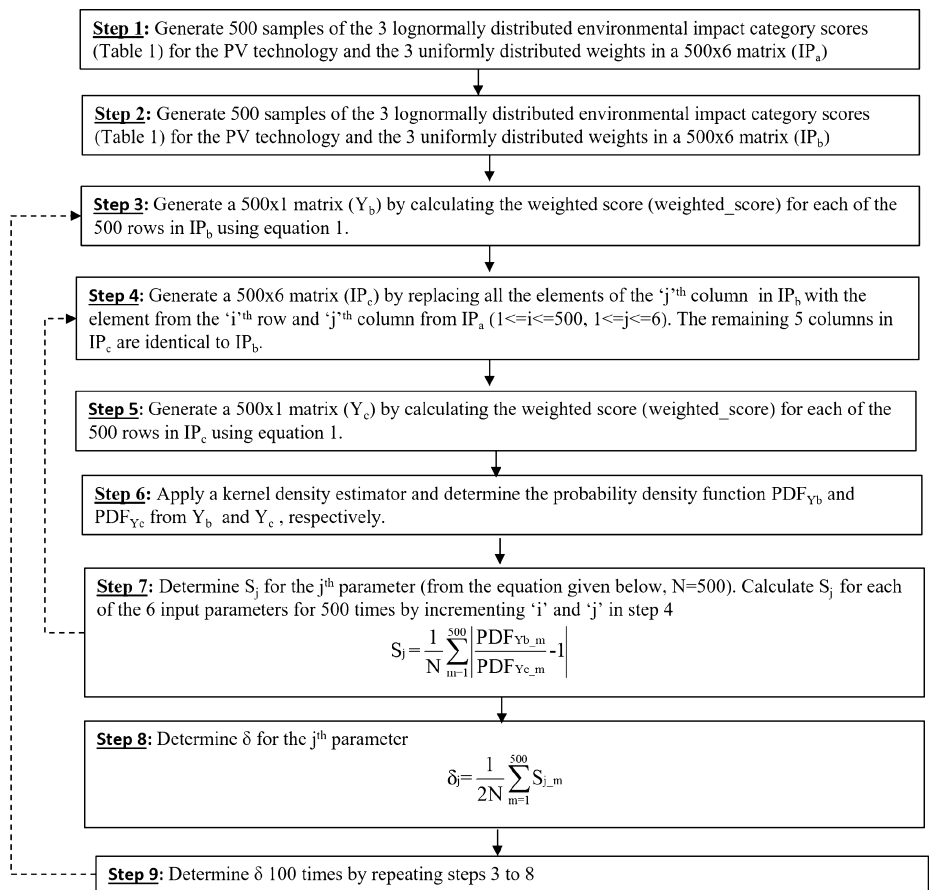 Step 1: Generate 500 samples of the 3 lognormally distributed environmental impact category scores
(Table 1) for the PV technology and the 3 uniformly distributed weights in a 500x6 matrix (IPa)
Step 2: Generate 500 samples of the 3 lognormally distributed environmental impact category scores
(Table 1) for the PV technology and the 3 uniformly distributed weights in a 500x6 matrix (IPb)
Step 3: Generate a 500x1 matrix (Yb) by calculating the weighted score (weighted_score) for each of the
500 rows in IPb using equation 1.
Step 4: Generate a 500x6 matrix (IPc) by replacing all the elements of the ‘j’th column in IPb with the
element from the ‘i’th row and ‘j’th column from IPa (1<=i<=500, 1<=j<=6). The remaining 5 columns in
IPc are identical to IPb.
Step 5: Generate a 500x1 matrix (Yc) by calculating the weighted score (weighted_score) for each of the
500 rows in IPc using equation 1.
Step 6: Apply a kernel density estimator and determine the probability density function PDFYb and
PDFYc from Yb and Yc , respectively.
Step 7: Determine Sj for the jth parameter (from the equation given below, N=500). Calculate Sj for each
of the 6 input parameters for 500 times by incrementing ‘i’ and ‘j’ in step 4
Sj = 1/N ∑ m=1 500 |PDFYb_m/PDFYc_m -1|
Step 8: Determine δ for the jth parameter
δj= 1/2N ∑ m=1 500 Sj_m
Step 9: Determine δ 100 times by repeating steps 3 to 8